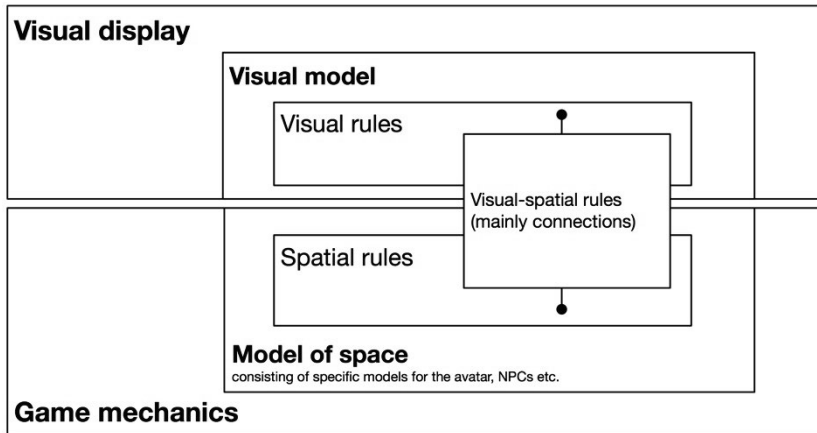 Visual display
Visual model
Visual rules
Visual-spatial rules
(mainly connections)
Spatial rules
Model of space
consisting of specific models for the avatar, NPCs etc.
Game mechanics